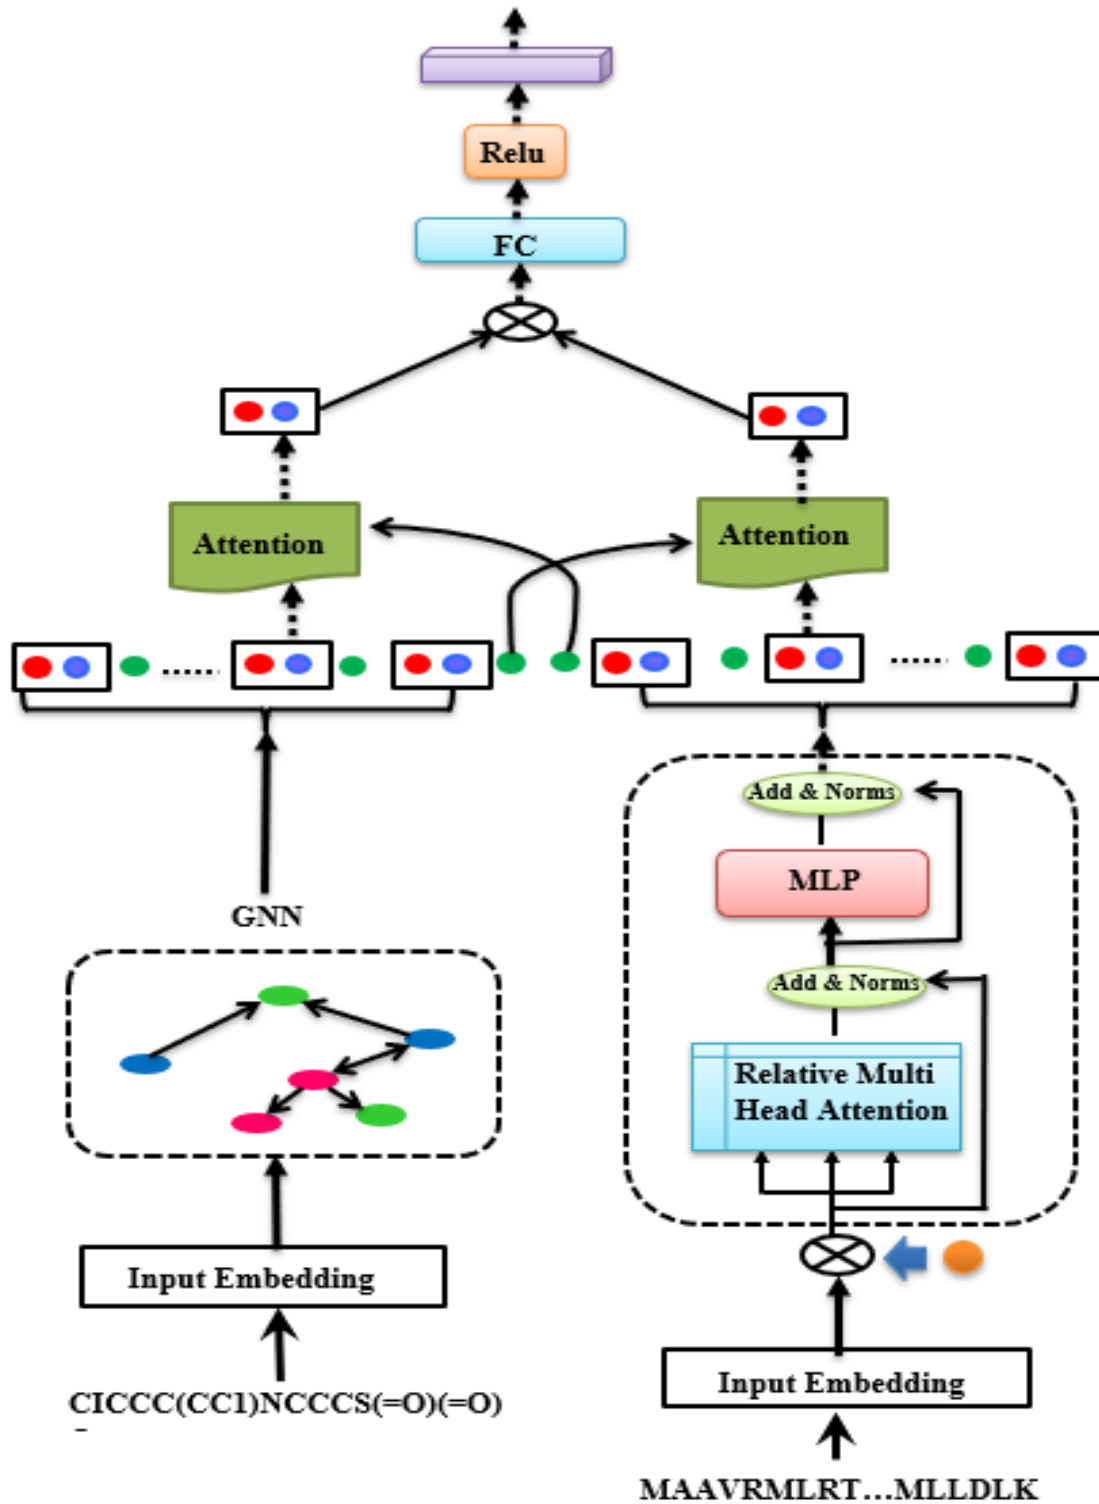 Relu
FC
Attention
Attention
Add & Norms
MLP
GNN
Add & Norms
Relative Multi
Head Attention
Input Embedding
Input Embedding
CICCC(CC1)NCCCS(=O)(=O)
MAAVRMLRT...MLLDLK